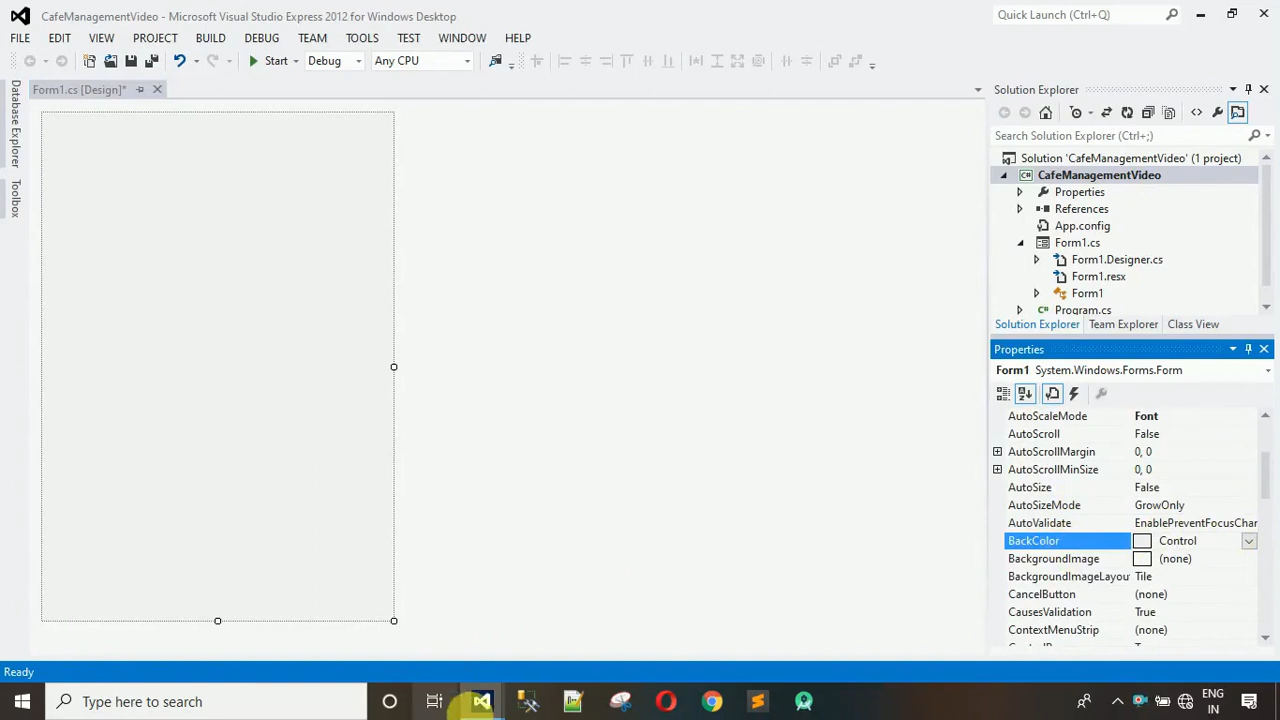 CafeManagementVideo - Microsoft Visual Studio Express 2012 for Windows Desktop
Quick Launch (Ctrl+Q)
FILE EDIT VIEW PROJECT BUILD DEBUG TEAM TOOLS TEST WINDOW HELP
Start Debug Any CPU
Form1.cs [Design]*
Database Explorer
Toolbox
Solution Explorer
Search Solution Explorer (Ctrl+;)
Solution 'CafeManagementVideo' (1 project)
CafeManagementVideo
Properties
References
App.config
Form1.cs
Form1.Designer.cs
Form1.resx
Form1
Program.cs
Solution Explorer Team Explorer Class View
Properties
Form1 System.Windows.Forms.Form
AutoScaleMode Font
AutoScroll False
AutoScrollMargin 0, 0
AutoScrollMinSize 0, 0
AutoSize False
AutoSizeMode GrowOnly
AutoValidate EnablePreventFocusChar
BackColor Control
BackgroundImage (none)
BackgroundImageLayou Tile
CancelButton (none)
CausesValidation True
ContextMenuStrip (none)
Ready
Type here to search
ENG
IN